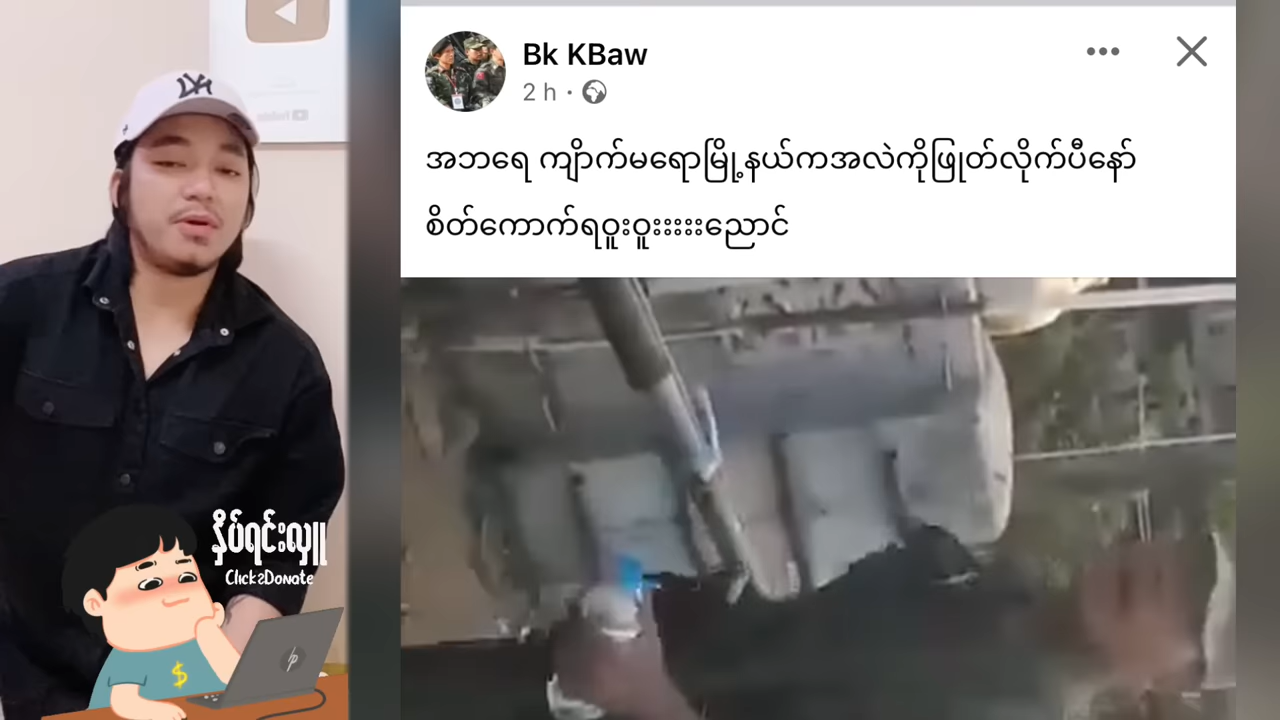 Bk KBaw
2 h ·
အဘရေ ကျိာက်မရောမြို့နယ်ကအလဲကိုဖြုတ်လိုက်ပီနော်
စိတ်ကောက်ရဝူးဝူးးးးးညောင်
နှိပ်ရင်းလှူ
Click2Donate
hp